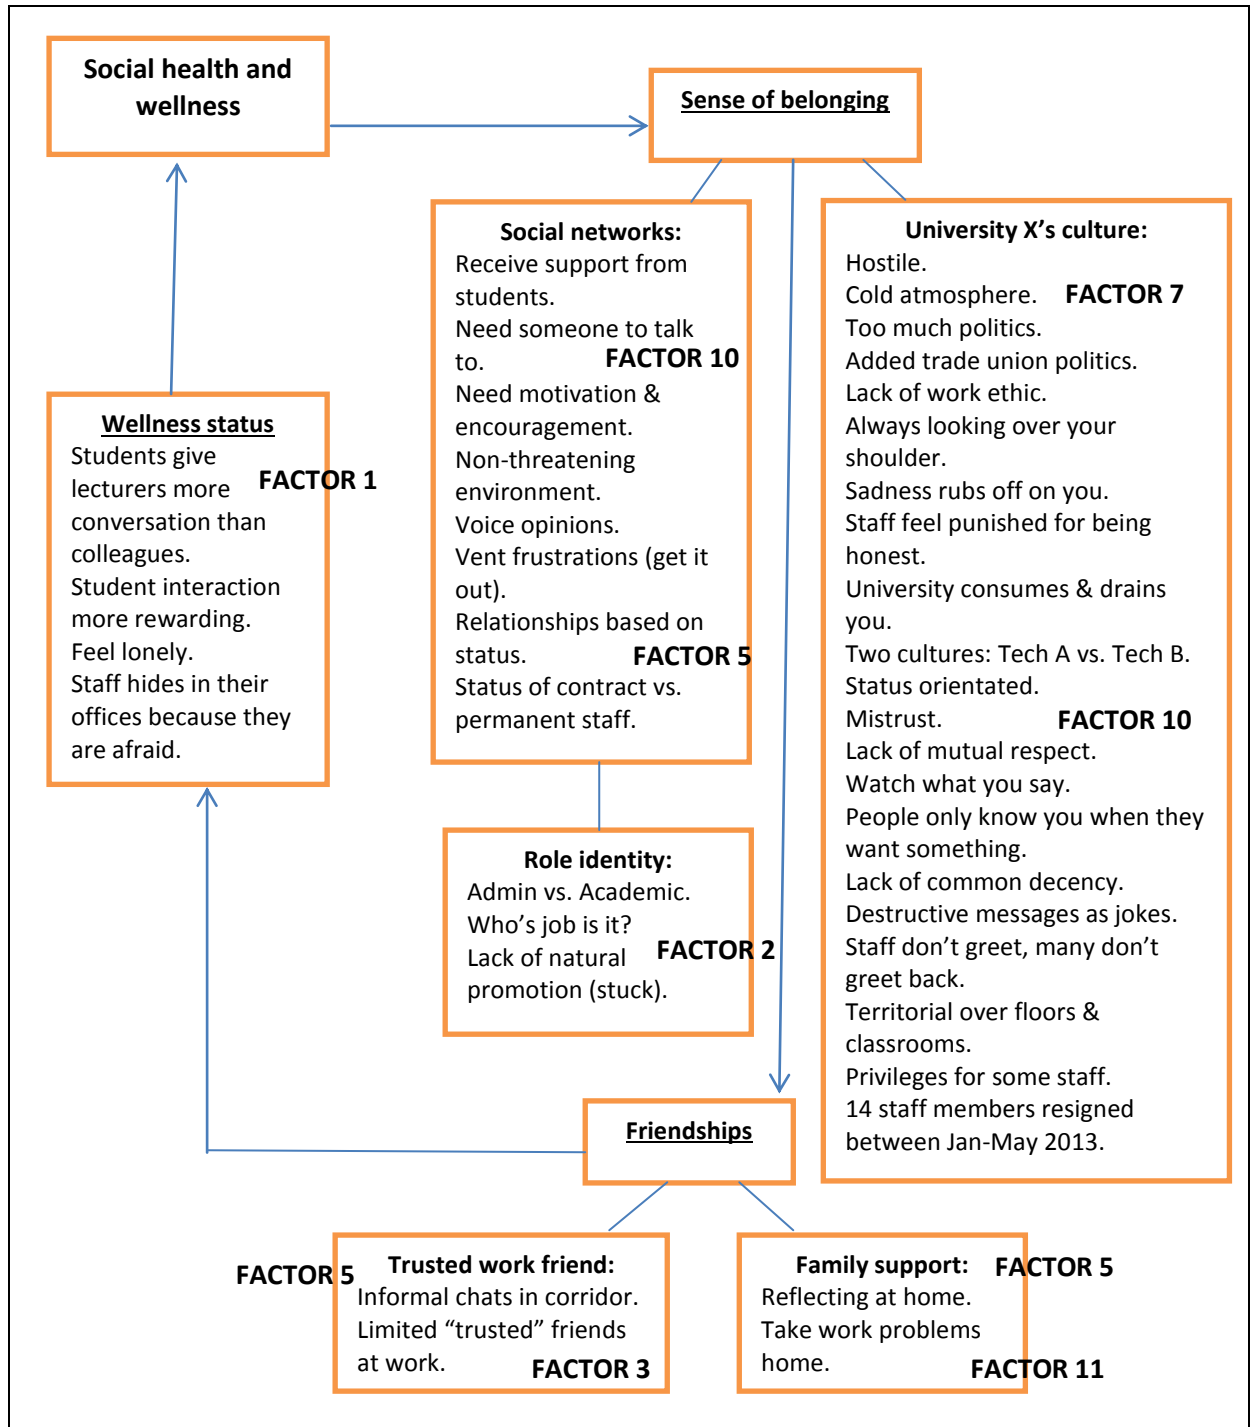 Social health and
wellness
Sense of belonging
Social networks:
Receive support from
students.
Need someone to talk
to.
FACTOR 10
Need motivation &
encouragement.
Non-threatening
environment.
Voice opinions.
Vent frustrations (get it
out).
Relationships based on
status.
FACTOR 5
Status of contract vs.
permanent staff.
University X’s culture:
Hostile.
Cold atmosphere.
FACTOR 7
Too much politics.
Added trade union politics.
Lack of work ethic.
Always looking over your
shoulder.
Sadness rubs off on you.
Staff feel punished for being
honest.
University consumes & drains
you.
Two cultures: Tech A vs. Tech B.
Status orientated.
Mistrust.
FACTOR 10
Lack of mutual respect.
Watch what you say.
People only know you when they
want something.
Lack of common decency.
Destructive messages as jokes.
Staff don’t greet, many don’t
greet back.
Territorial over floors &
classrooms.
Privileges for some staff.
14 staff members resigned
between Jan-May 2013.
Wellness status
Students give
lecturers more
FACTOR 1
conversation than
colleagues.
Student interaction
more rewarding.
Feel lonely.
Staff hides in their
offices because they
are afraid.
Role identity:
Admin vs. Academic.
Who’s job is it?
Lack of natural
FACTOR 2
promotion (stuck).
Friendships
FACTOR 5
Trusted work friend:
Informal chats in corridor.
Limited “trusted” friends
at work.
FACTOR 3
Family support:
FACTOR 5
Reflecting at home.
Take work problems
home.
FACTOR 11